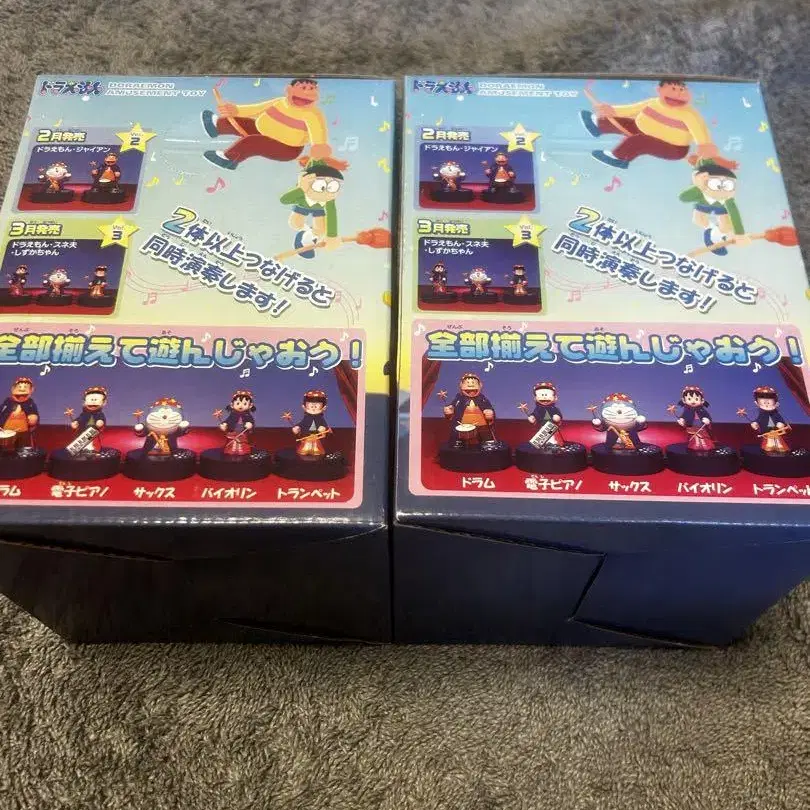 ドラえもん DORAEMON
AMUSEMENT TOY
2月発売
Vol.
2
ドラえもん・ジャイアン
3月発売
Vol.
3
ドラえもん・スネ夫
・しずかちゃん
2体以上つなげると
同時演奏します!
全部揃えて遊んじゃおう!
ラム 電子ピアノ サックス バイオリン トランペット
ドラえもん DORAEMON
AMUSEMENT TOY
2月発売
Vol.
2
ドラえもん・ジャイアン
3月発売
Vol.
3
ドラえもん・スネ夫
・しずかちゃん
2体以上つなげると
同時演奏します!
全部揃えて遊んじゃおう!
ドラム 電子ピアノ サックス バイオリン トランペット